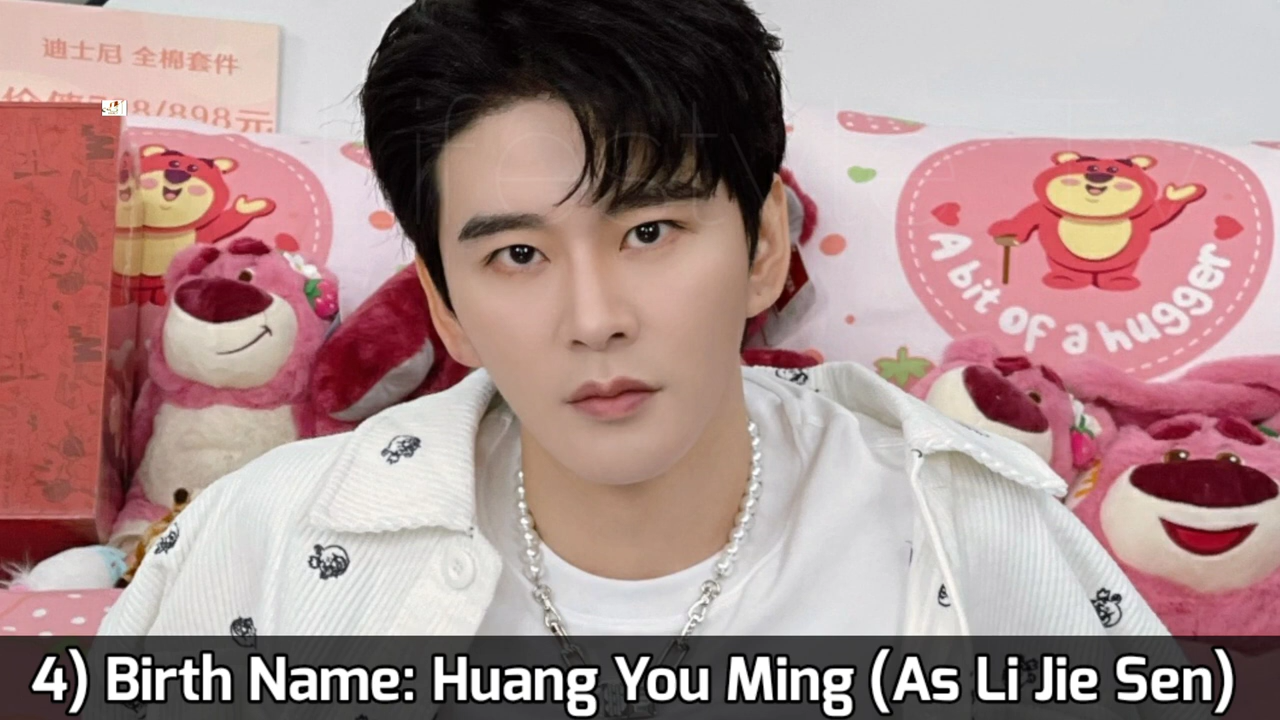 迪士尼 全棉套件
8/898元
A bit of a hugger
4) Birth Name: Huang You Ming (As Li Jie Sen)